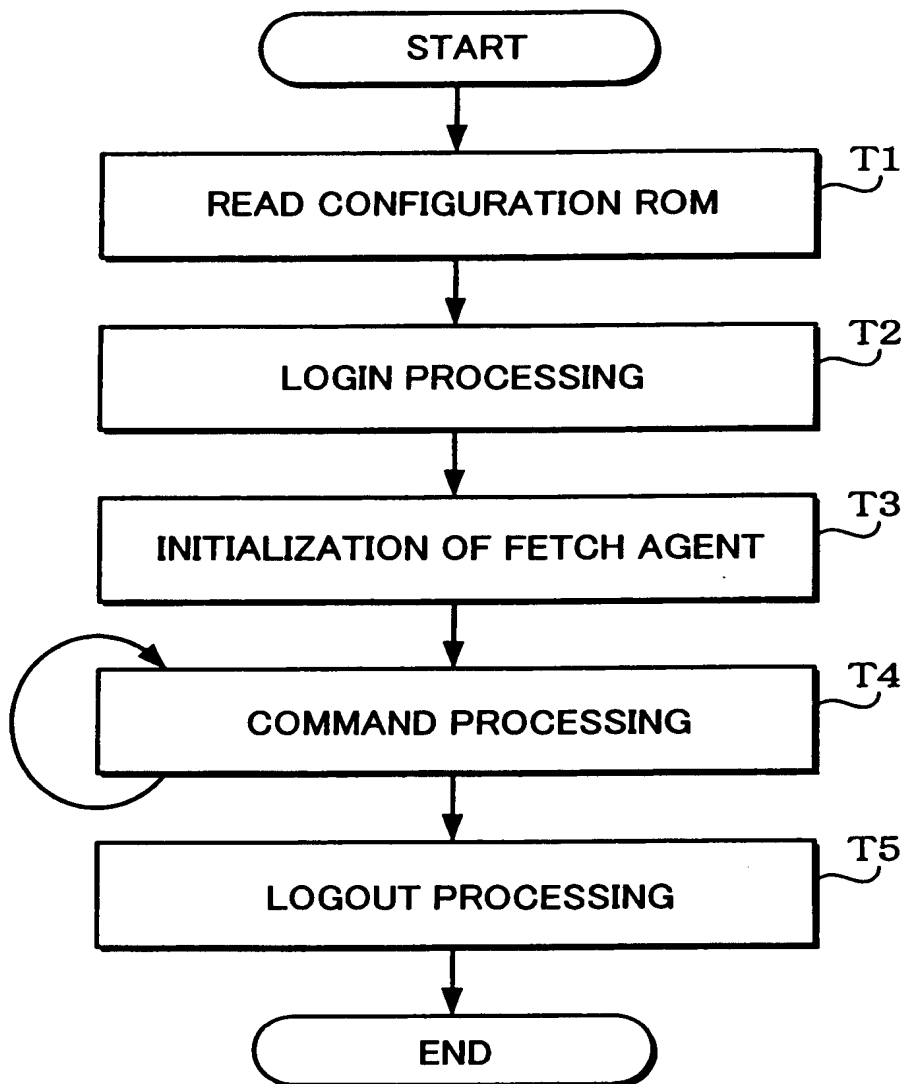 START
T1
READ CONFIGURATION ROM
T2
LOGIN PROCESSING
T3
INITIALIZATION OF FETCH AGENT
T4
COMMAND PROCESSING
T5
LOGOUT PROCESSING
END